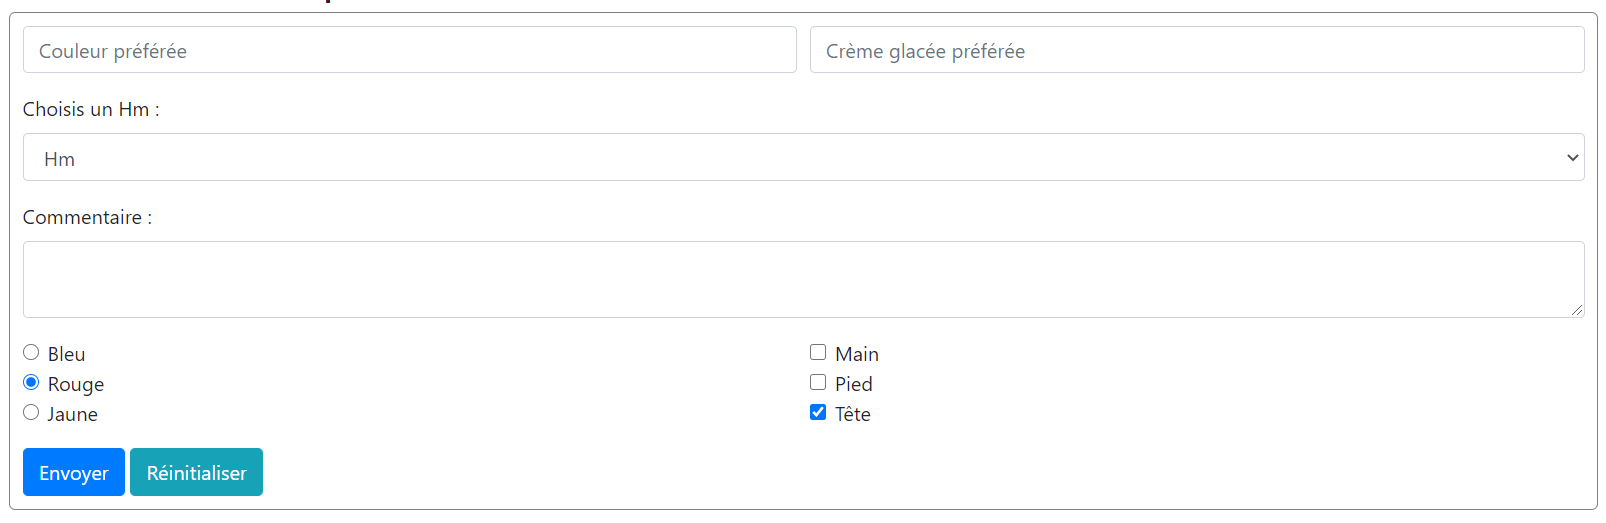 Couleur préférée Crème glacée préférée
Choisis un Hm :
Hm
Commentaire :
Bleu Main
Rouge Pied
Jaune Tête
Envoyer Réinitialiser